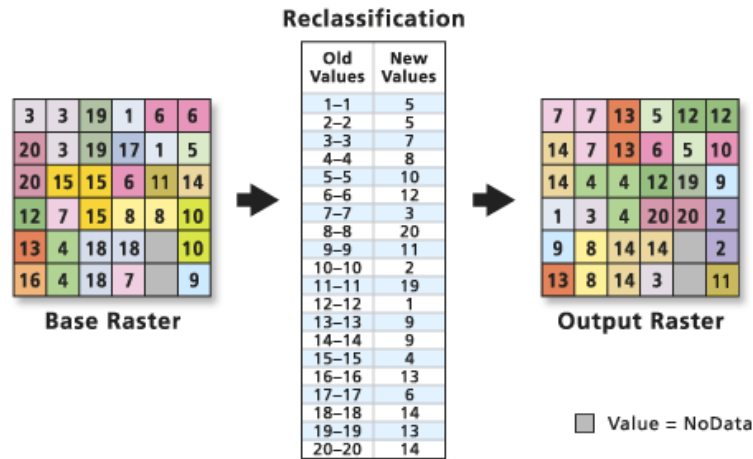 Reclassification
Old Values New Values
1–1 5
2–2 5
3–3 7
4–4 8
5–5 10
6–6 12
7–7 3
8–8 20
9–9 11
10–10 2
11–11 19
12–12 1
13–13 9
14–14 9
15–15 4
16–16 13
17–17 6
18–18 14
19–19 13
20–20 14
3 3 19 1 6 6
20 3 19 17 1 5
20 15 15 6 11 14
12 7 15 8 8 10
13 4 18 18 10
16 4 18 7 9
Base Raster
7 7 13 5 12 12
14 7 13 6 5 10
14 4 4 12 19 9
1 3 4 20 20 2
9 8 14 14 2
13 8 14 3 11
Output Raster
Value = NoData